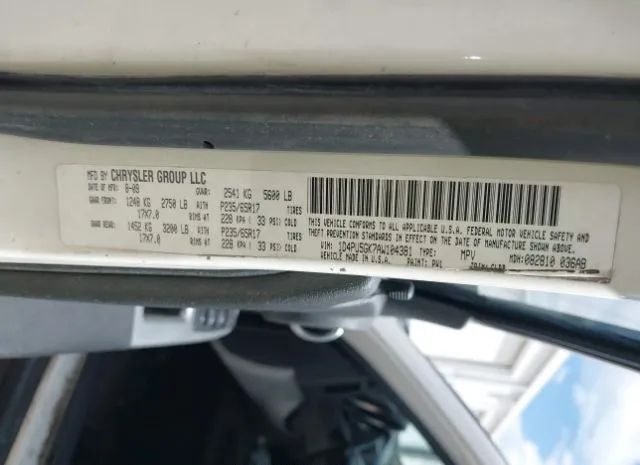 MFD BY CHRYSLER GROUP LLC
DATE OF MFR: 8-09 GVWR: 2541 KG 5600 LB
GAWR FRONT: 1248 KG 2750 LB WITH P235/65R17 TIRES
17X7.0 RIMS AT 228 KPA ( 33 PSI) COLD
GAWR REAR: 1452 KG 3200 LB WITH P235/65R17 TIRES
17X7.0 RIMS AT 228 KPA ( 33 PSI) COLD
THIS VEHICLE CONFORMS TO ALL APPLICABLE U.S.A. FEDERAL MOTOR VEHICLE SAFETY AND
THEFT PREVENTION STANDARDS IN EFFECT ON THE DATE OF MANUFACTURE SHOWN ABOVE.
VIN: 1D4PU5GK7AW104381 TYPE: MPV MDH: 082810 036AB
VEHICLE MADE IN U.S.A. PAINT: PW1